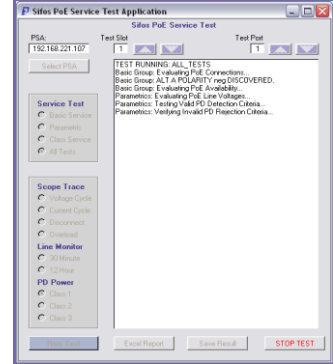 Sifos PoE Service Test Application
Sifos PoE Service Test
PSA: Test Slot Test Port
192.168.221.107 1 1
Select PSA
TEST RUNNING: ALL_TESTS
Basic Group: Evaluating PoE Connections...
Basic Group: ALT A POLARITY neg DISCOVERED.
Basic Group: Evaluating PoE Availability...
Parametrics: Evaluating PoE Line Voltages...
Parametrics: Testing Valid PD Detection Criteria...
Parametrics: Verifying Invalid PD Rejection Criteria...
Service Test
Basic Service
Parametric
Class Service
All Tests
Scope Trace
Voltage Cycle
Current Cycle
Disconnect
Overload
Line Monitor
30 Minute
12 Hour
PD Power
Class 1
Class 2
Class 3
Excel Report Save Result STOP TEST